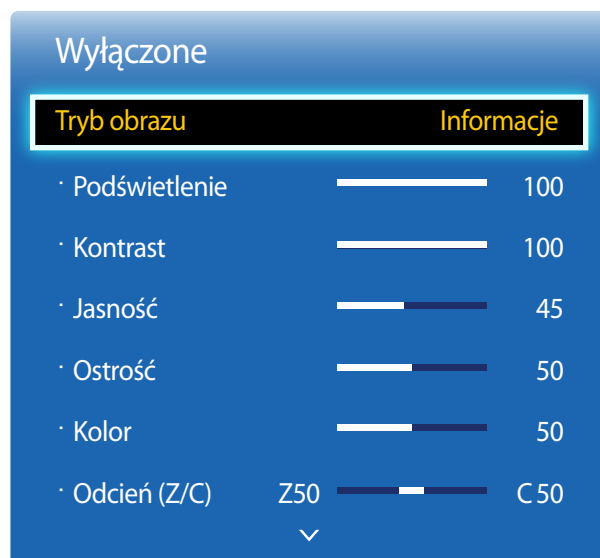 Wyłączone
Tryb obrazu Informacje
· Podświetlenie 100
· Kontrast 100
· Jasność 45
· Ostrość 50
· Kolor 50
· Odcień (Z/C) Z50 C50